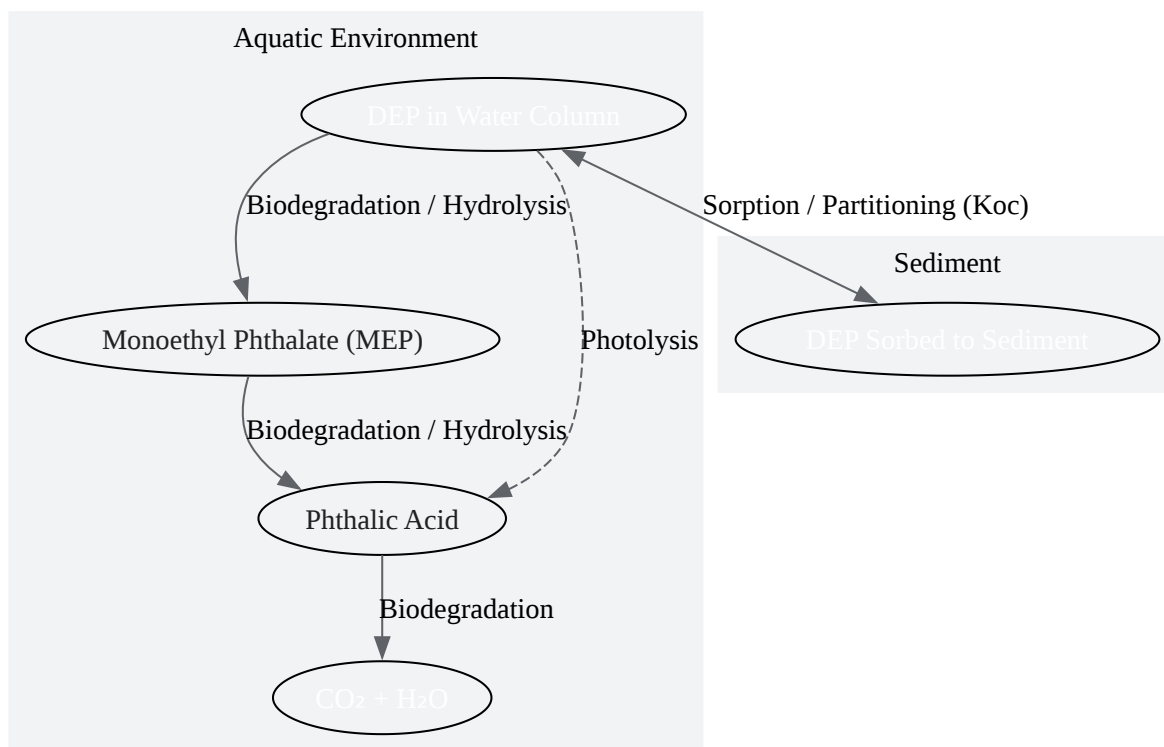 Aquatic Environment
DEP in Water Column
Biodegradation / Hydrolysis
Sorption / Partitioning (Koc)
Sediment
Monoethyl Phthalate (MEP)
Photolysis
DEP Sorbed to Sediment
Biodegradation / Hydrolysis
Phthalic Acid
Biodegradation
CO₂ + H₂O